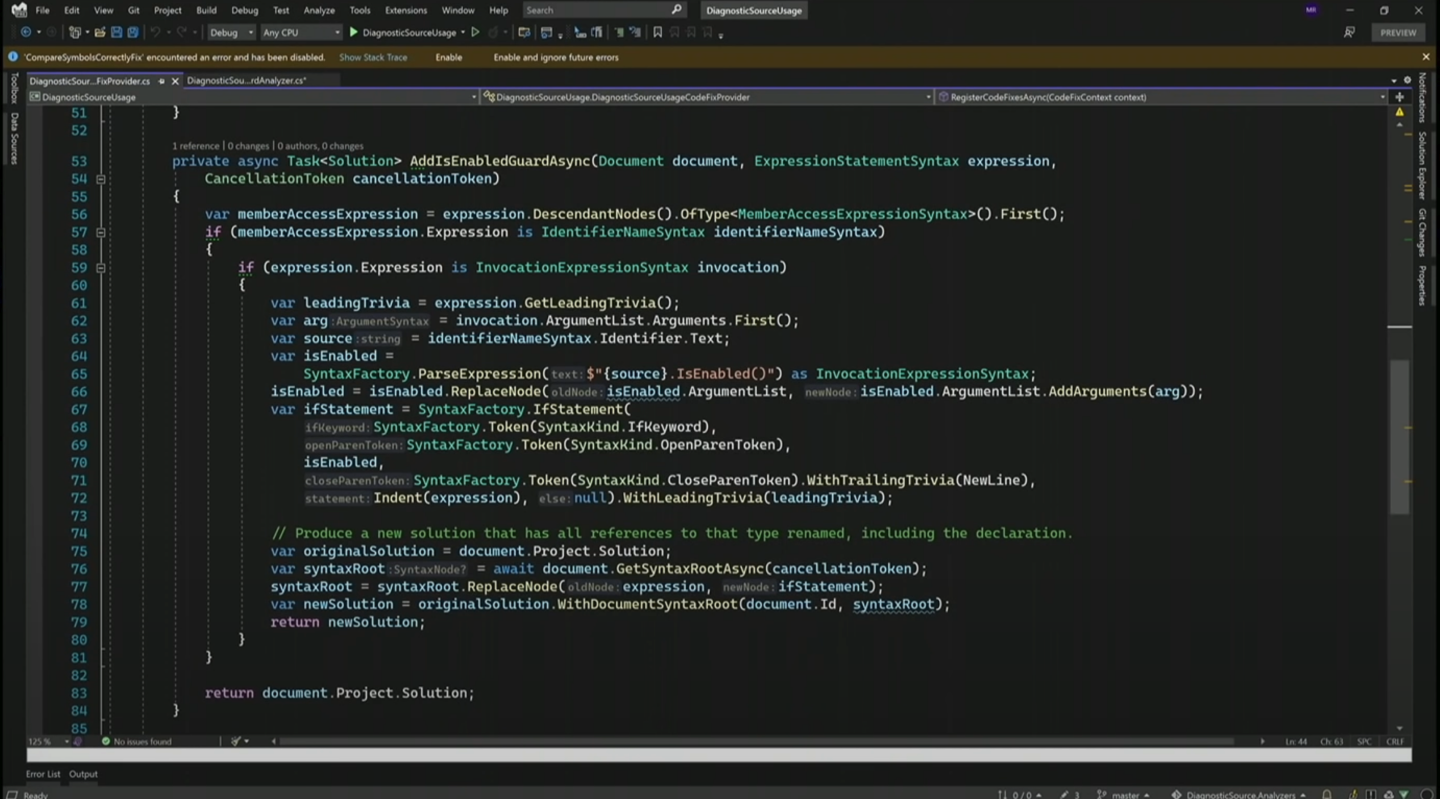 File Edit View Git Project Build Debug Test Analyze Tools Extensions Window Help Search DiagnosticSourceUsage MR
Debug Any CPU DiagnosticSourceUsage PREVIEW
'CompareSymbolsCorrectlyFix' encountered an error and has been disabled. Show Stack Trace Enable Enable and ignore future errors
Toolbox
Data Sources
DiagnosticSour...FixProvider.cs DiagnosticSou...rdAnalyzer.cs*
DiagnosticSourceUsage DiagnosticSourceUsage.DiagnosticSourceUsageCodeFixProvider RegisterCodeFixesAsync(CodeFixContext context)
51 }
52
1 reference | 0 changes | 0 authors, 0 changes
53 private async Task<Solution> AddIsEnabledGuardAsync(Document document, ExpressionStatementSyntax expression,
54 CancellationToken cancellationToken)
55 {
56 var memberAccessExpression = expression.DescendantNodes().OfType<MemberAccessExpressionSyntax>().First();
57 if (memberAccessExpression.Expression is IdentifierNameSyntax identifierNameSyntax)
58 {
59 if (expression.Expression is InvocationExpressionSyntax invocation)
60 {
61 var leadingTrivia = expression.GetLeadingTrivia();
62 var arg:ArgumentSyntax = invocation.ArgumentList.Arguments.First();
63 var source:string = identifierNameSyntax.Identifier.Text;
64 var isEnabled =
65 SyntaxFactory.ParseExpression(text:$"{source}.IsEnabled()") as InvocationExpressionSyntax;
66 isEnabled = isEnabled.ReplaceNode(oldNode:isEnabled.ArgumentList, newNode:isEnabled.ArgumentList.AddArguments(arg));
67 var ifStatement = SyntaxFactory.IfStatement(
68 ifKeyword:SyntaxFactory.Token(SyntaxKind.IfKeyword),
69 openParenToken:SyntaxFactory.Token(SyntaxKind.OpenParenToken),
70 isEnabled,
71 closeParenToken:SyntaxFactory.Token(SyntaxKind.CloseParenToken).WithTrailingTrivia(NewLine),
72 statement:Indent(expression), else:null).WithLeadingTrivia(leadingTrivia);
73
74 // Produce a new solution that has all references to that type renamed, including the declaration.
75 var originalSolution = document.Project.Solution;
76 var syntaxRoot:SyntaxNode? = await document.GetSyntaxRootAsync(cancellationToken);
77 syntaxRoot = syntaxRoot.ReplaceNode(oldNode:expression, newNode:ifStatement);
78 var newSolution = originalSolution.WithDocumentSyntaxRoot(document.Id, syntaxRoot);
79 return newSolution;
80 }
81 }
82
83 return document.Project.Solution;
84 }
85
Notifications
Solution Explorer
Git Changes
Properties
125 % No issues found Ln: 44 Ch: 63 SPC CRLF
Error List Output
Ready 0 / 0 3 master DiagnosticSource.Analyzers